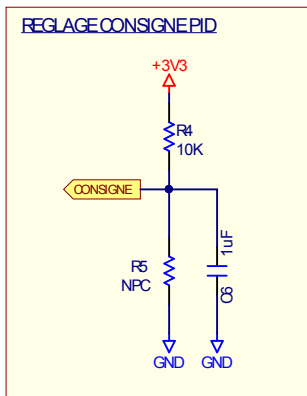 REGLAGE CONSIGNE PID
+3V3
R4
10K
CONSIGNE
R5
NPC
1uF
C6
GND
GND